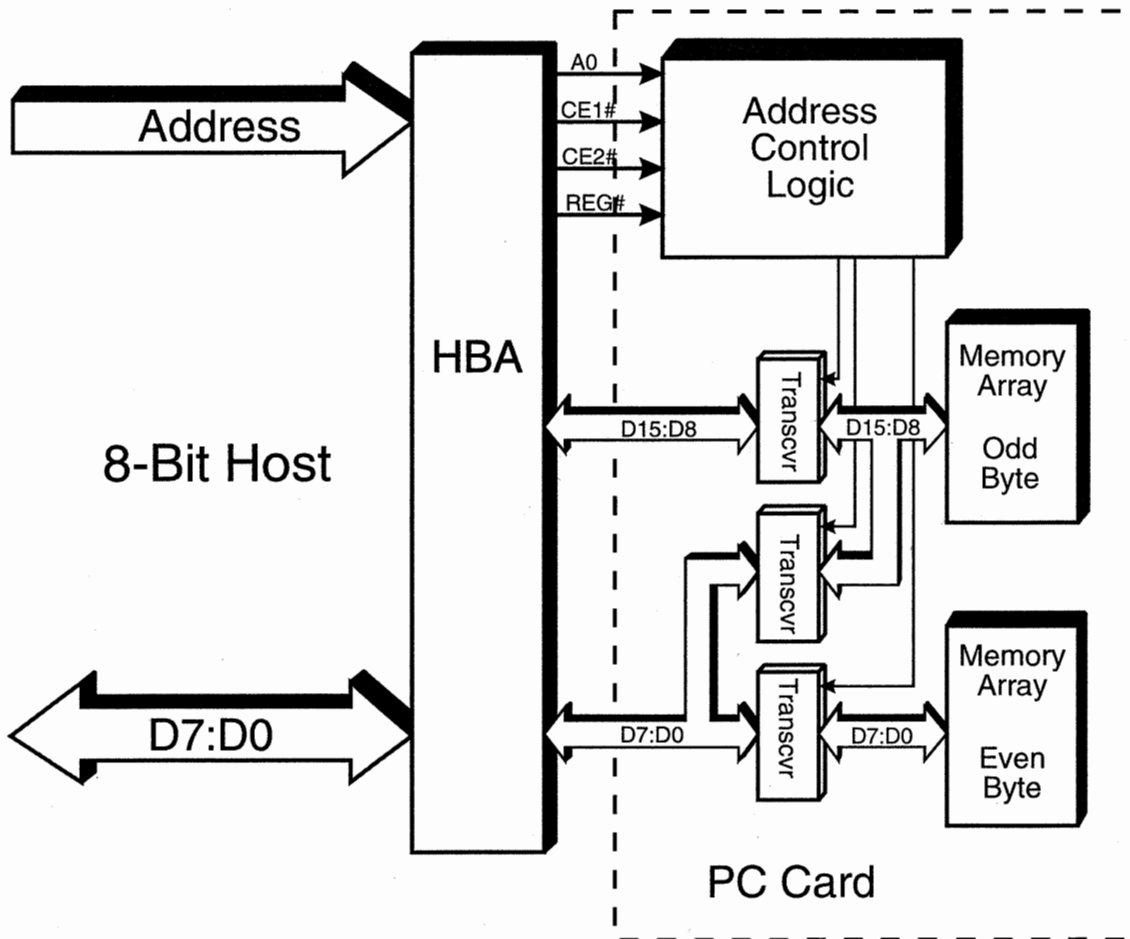 A0
CE1#
CE2#
REG#
Address
Address
Control
Logic
HBA
8-Bit Host
Transcvr
D15:D8
D15:D8
Memory
Array
Odd
Byte
Transcvr
D7:D0
D7:D0
Transcvr
D7:D0
Memory
Array
Even
Byte
PC Card